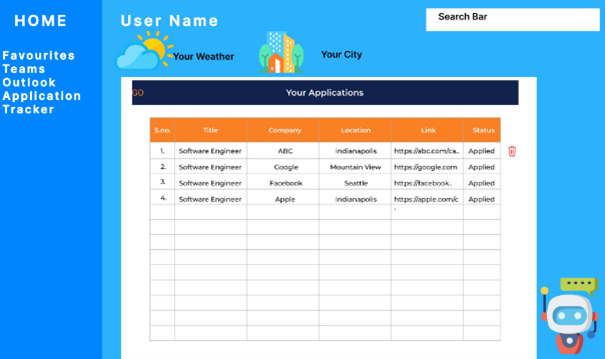 HOME
User Name
Search Bar
Favourites
Teams
Outlook
Application
Tracker
Your Weather
Your City
GO
Your Applications
S.no. Title Company Location Link Status
1. Software Engineer ABC Indianapolis https://abc.com/ca.. Applied
2. Software Engineer Google Mountain View https://google.com Applied
3. Software Engineer Facebook Seattle https://facebook.. Applied
4. Software Engineer Apple Indianapolis https://apple.com/c Applied
.